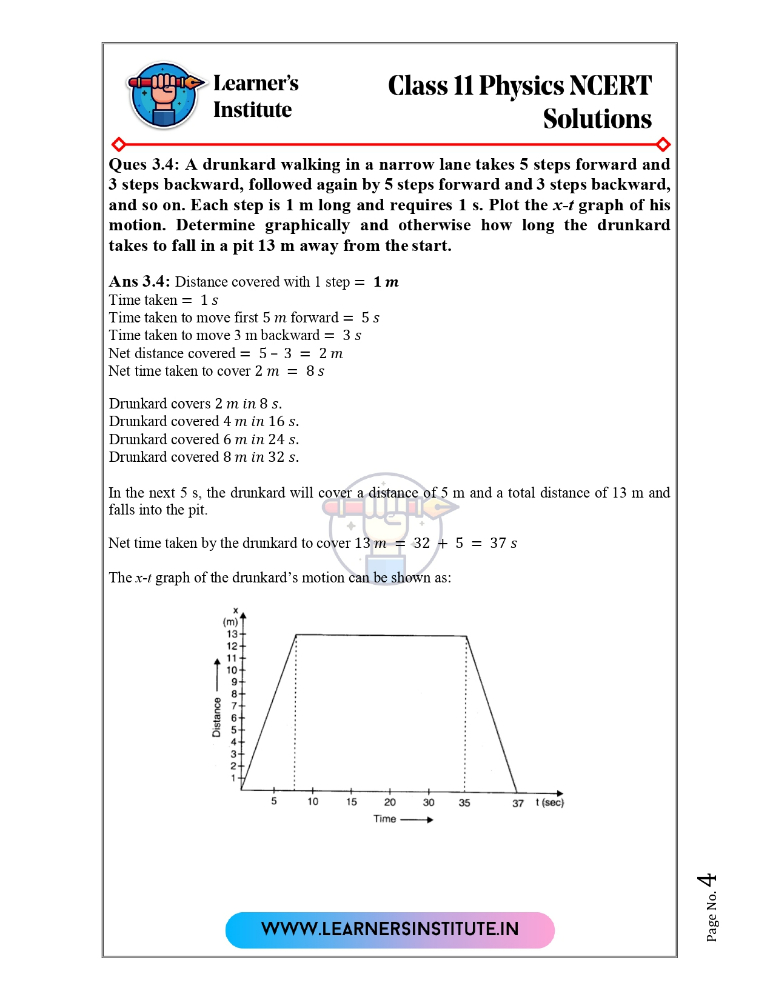 Learner's
Institute
Class 11 Physics NCERT
Solutions
Ques 3.4: A drunkard walking in a narrow lane takes 5 steps forward and
3 steps backward, followed again by 5 steps forward and 3 steps backward,
and so on. Each step is 1 m long and requires 1 s. Plot the x-t graph of his
motion. Determine graphically and otherwise how long the drunkard
takes to fall in a pit 13 m away from the start.
Ans 3.4: Distance covered with 1 step = 1 m
Time taken = 1 s
Time taken to move first 5 m forward = 5 s
Time taken to move 3 m backward = 3 s
Net distance covered = 5 – 3 = 2 m
Net time taken to cover 2 m = 8 s
Drunkard covers 2 m in 8 s.
Drunkard covered 4 m in 16 s.
Drunkard covered 6 m in 24 s.
Drunkard covered 8 m in 32 s.
In the next 5 s, the drunkard will cover a distance of 5 m and a total distance of 13 m and
falls into the pit.
Net time taken by the drunkard to cover 13 m = 32 + 5 = 37 s
The x-t graph of the drunkard's motion can be shown as:
x
(m)
13
12
11
10
9
8
7
6
5
4
3
2
1
Distance
5 10 15 20 30 35 37 t (sec)
Time
Page No. 4
WWW.LEARNERSINSTITUTE.IN